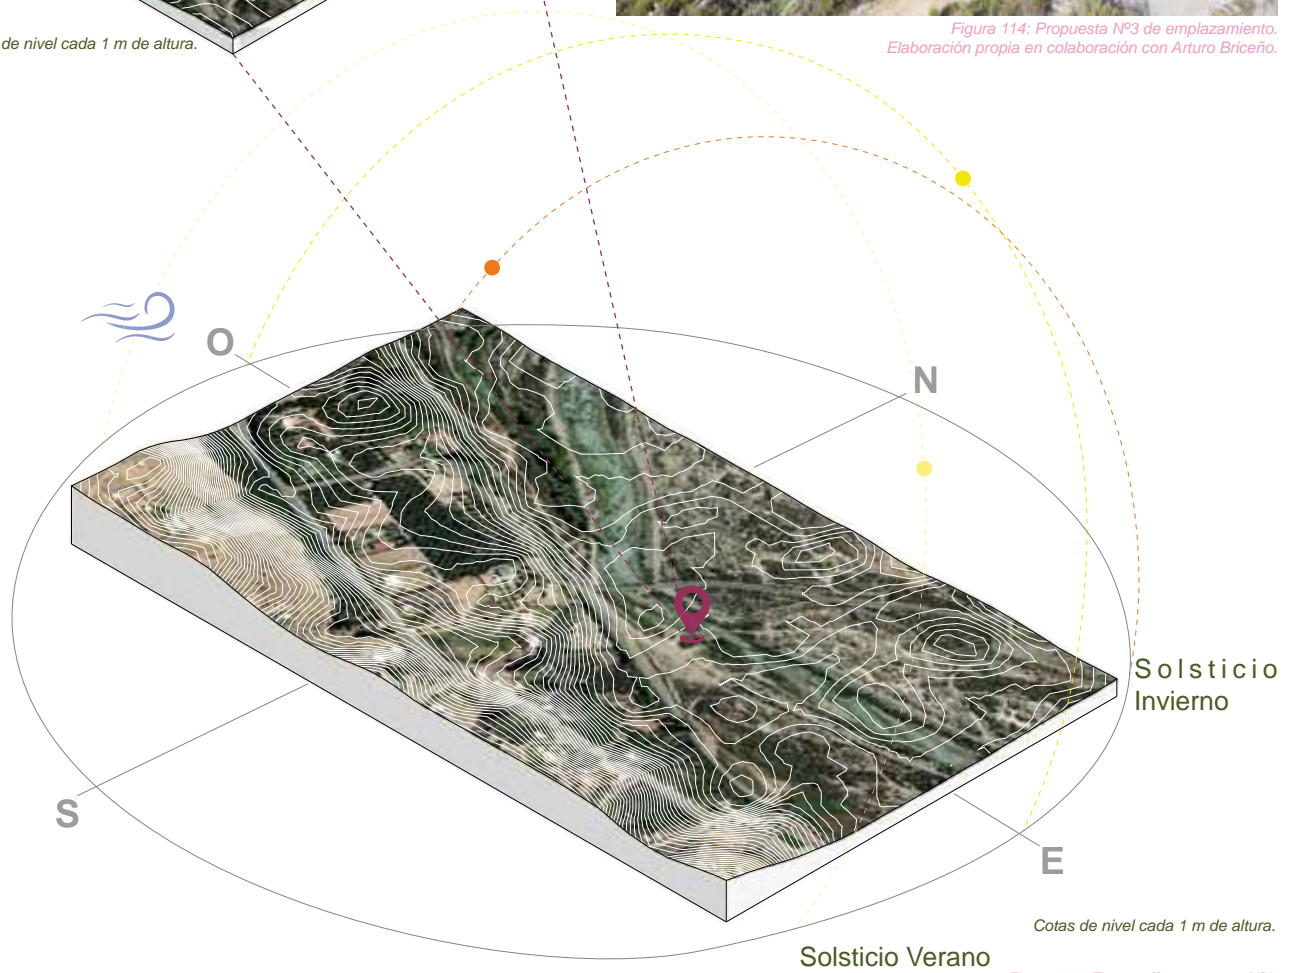 Figura 114: Propuesta Nº3 de emplazamiento.
Elaboración propia en colaboración con Arturo Briceño.
de nivel cada 1 m de altura.
O
N
Solsticio
Invierno
S
E
Cotas de nivel cada 1 m de altura.
Solsticio Verano